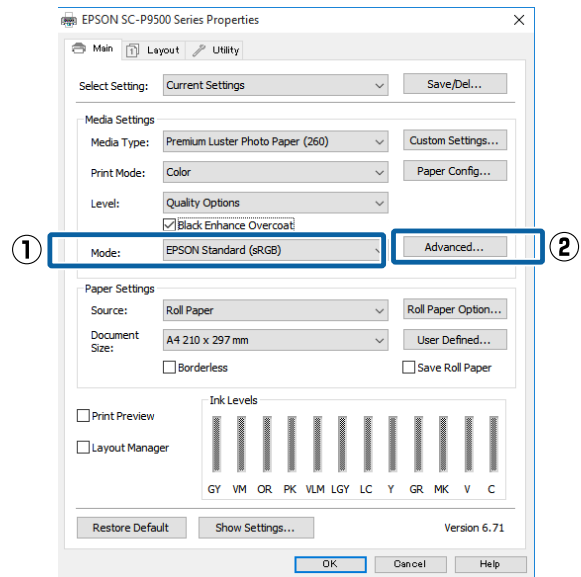 EPSON SC-P9500 Series Properties
Main Layout Utility
Select Setting: Current Settings Save/Del...
Media Settings
Media Type: Premium Luster Photo Paper (260) Custom Settings...
Print Mode: Color Paper Config...
Level: Quality Options
Black Enhance Overcoat
① Mode: EPSON Standard (sRGB) Advanced... ②
Paper Settings
Source: Roll Paper Roll Paper Option...
Document
Size: A4 210 x 297 mm User Defined...
Borderless Save Roll Paper
Ink Levels
Print Preview
Layout Manager
GY VM OR PK VLM LGY LC Y GR MK V C
Restore Default Show Settings... Version 6.71
OK Cancel Help